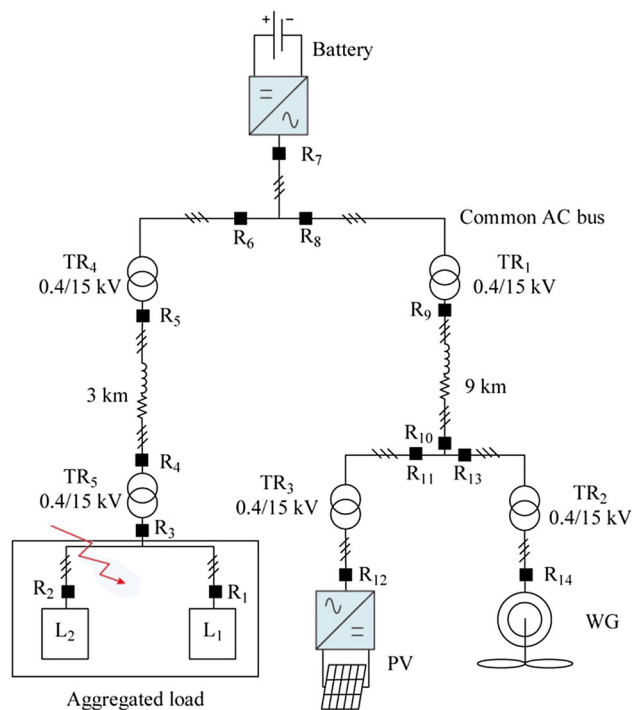 + −
Battery
=
∿
R₇
R₆
R₈
Common AC bus
TR₄
0.4/15 kV
TR₁
0.4/15 kV
R₅
R₉
3 km
9 km
R₁₀
R₄
R₁₁
R₁₃
TR₅
0.4/15 kV
TR₃
0.4/15 kV
TR₂
0.4/15 kV
R₃
R₂
R₁
R₁₂
R₁₄
L₂
L₁
∿
=
WG
PV
Aggregated load